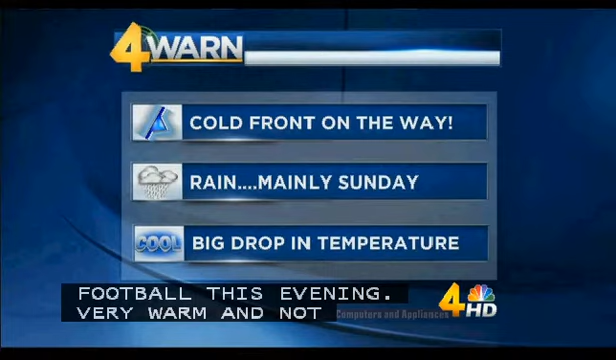 4WARN
COLD FRONT ON THE WAY!
RAIN....MAINLY SUNDAY
COOL
BIG DROP IN TEMPERATURE
FOOTBALL THIS EVENING.
VERY WARM AND NOT
Computers and Appliances
4HD